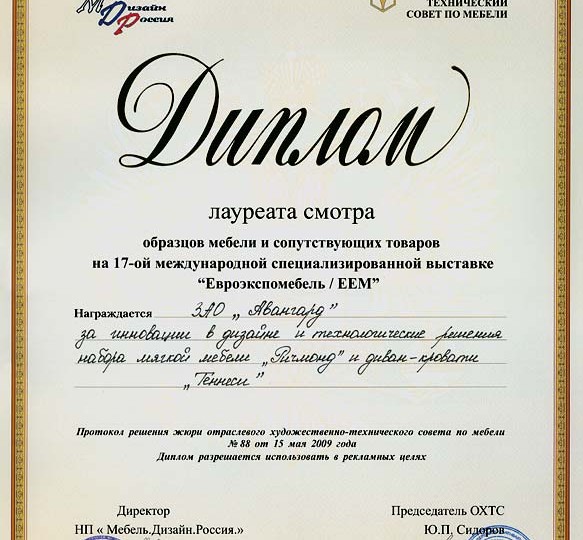 Дизайн
Россия
ТЕХНИЧЕСКИЙ
СОВЕТ ПО МЕБЕЛИ
Диплом
лауреата смотра
образцов мебели и сопутствующих товаров
на 17-ой международной специализированной выставке
“Евроэкспомебель / ЕЕМ”
Награждается ЗАО „Авангард”
за инновации в дизайне и технологические решения
набора мягкой мебели „Ричмонд” и диван-кровати
„Теннеси”
Протокол решения жюри отраслевого художественно-технического совета по мебели
№ 88 от 15 мая 2009 года
Диплом разрешается использовать в рекламных целях
Директор
НП « Мебель.Дизайн.Россия.»
Председатель ОХТС
Ю.П. Сидоров